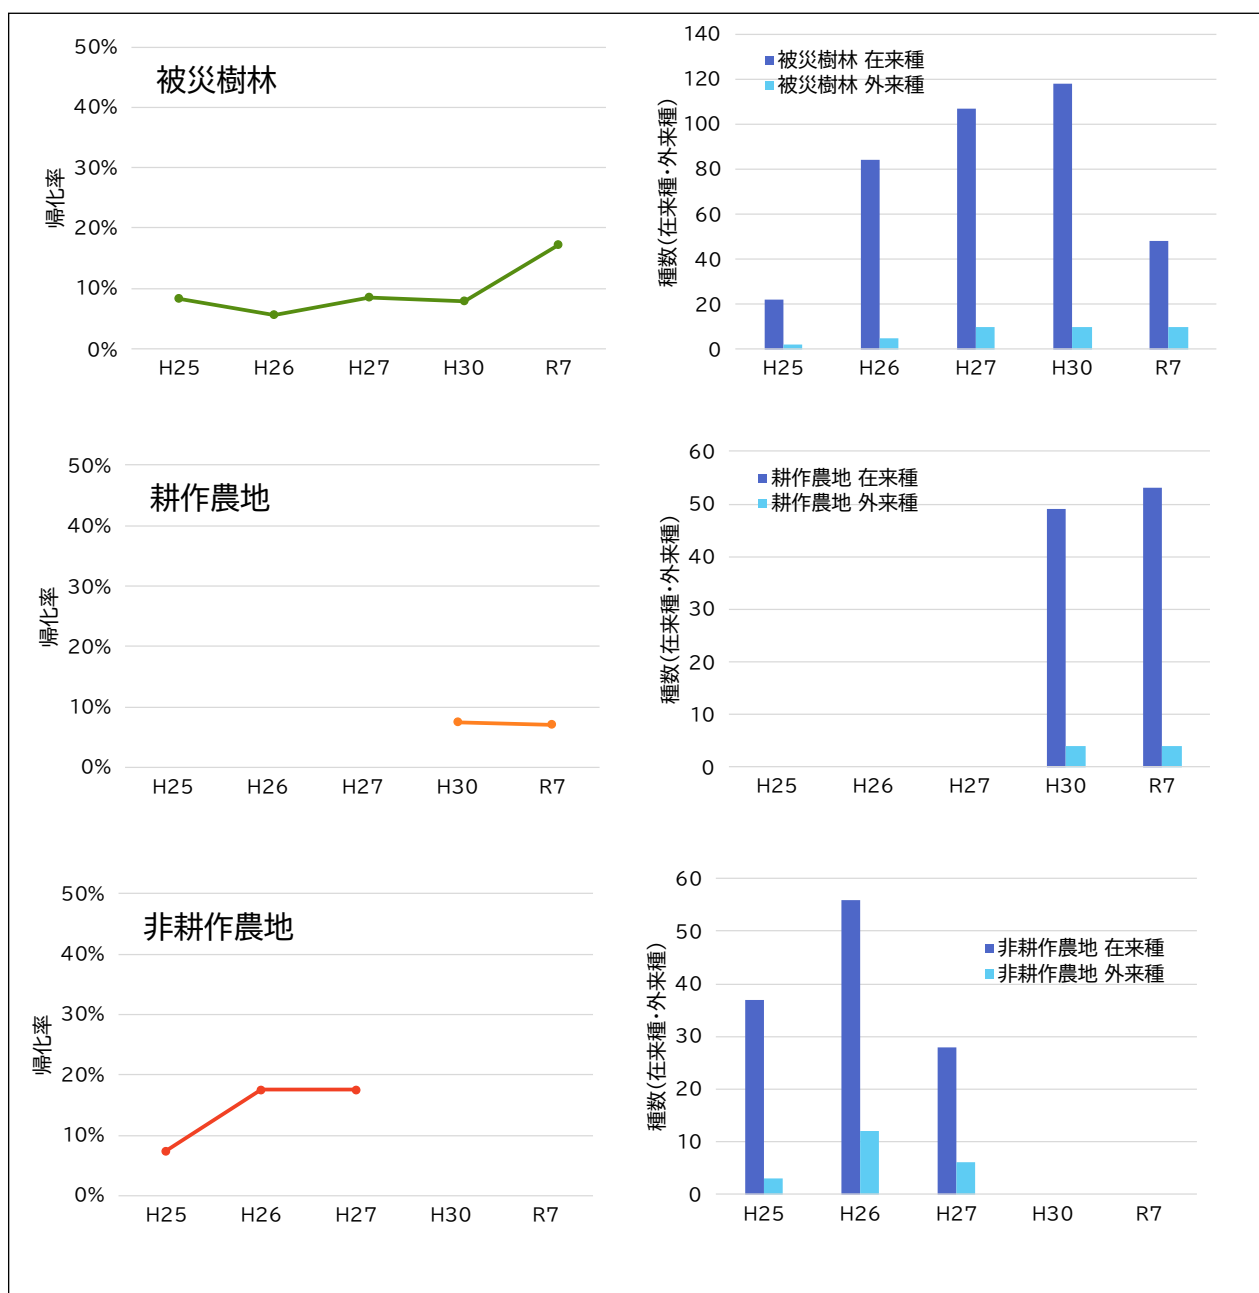 被災樹林
50%
40%
30%
20%
10%
0%
帰化率
H25 H26 H27 H30 R7
140
120
100
80
60
40
20
0
種数(在来種・外来種)
被災樹林 在来種
被災樹林 外来種
H25 H26 H27 H30 R7
耕作農地
50%
40%
30%
20%
10%
0%
帰化率
H25 H26 H27 H30 R7
60
50
40
30
20
10
0
種数(在来種・外来種)
耕作農地 在来種
耕作農地 外来種
H25 H26 H27 H30 R7
非耕作農地
50%
40%
30%
20%
10%
0%
帰化率
H25 H26 H27 H30 R7
60
50
40
30
20
10
0
種数(在来種・外来種)
非耕作農地 在来種
非耕作農地 外来種
H25 H26 H27 H30 R7